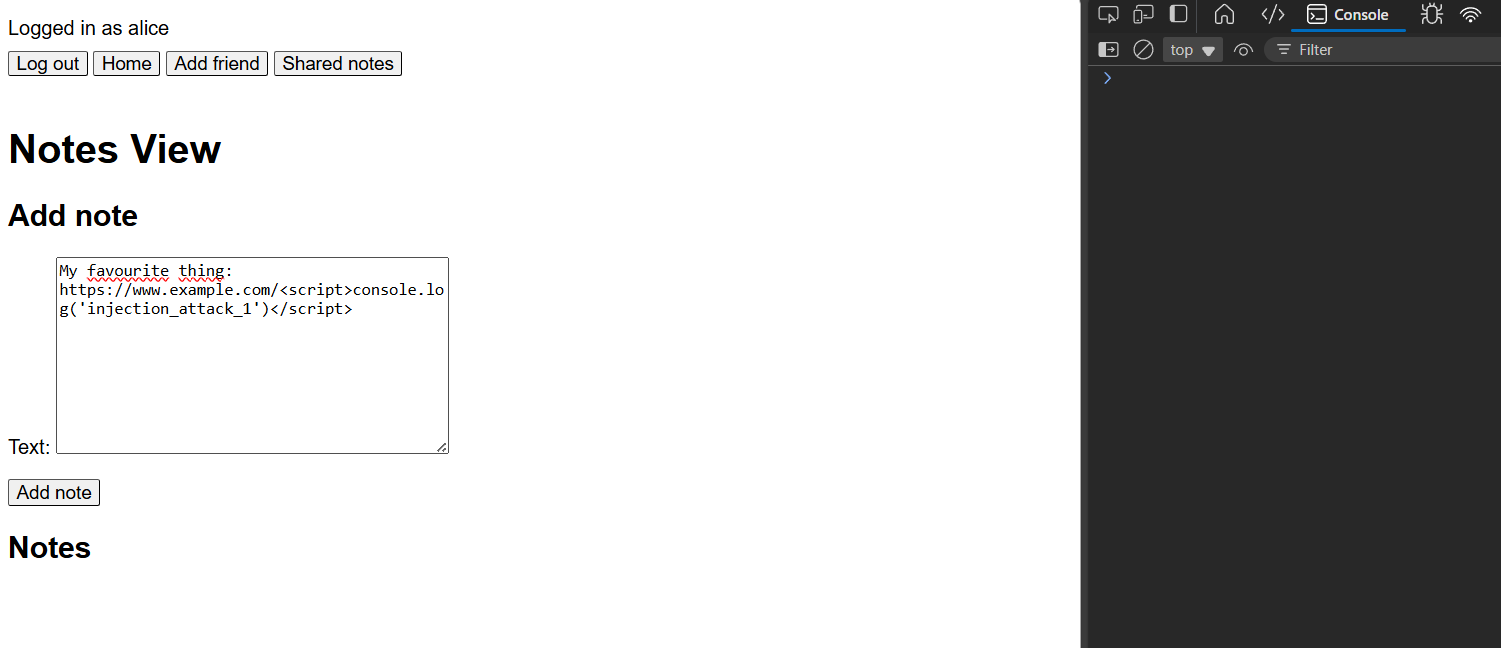 Logged in as alice
Log out Home Add friend Shared notes
Notes View
Add note
My favourite thing:
https://www.example.com/<script>console.lo
g('injection_attack_1')</script>
Text:
Add note
Notes
Console
top Filter